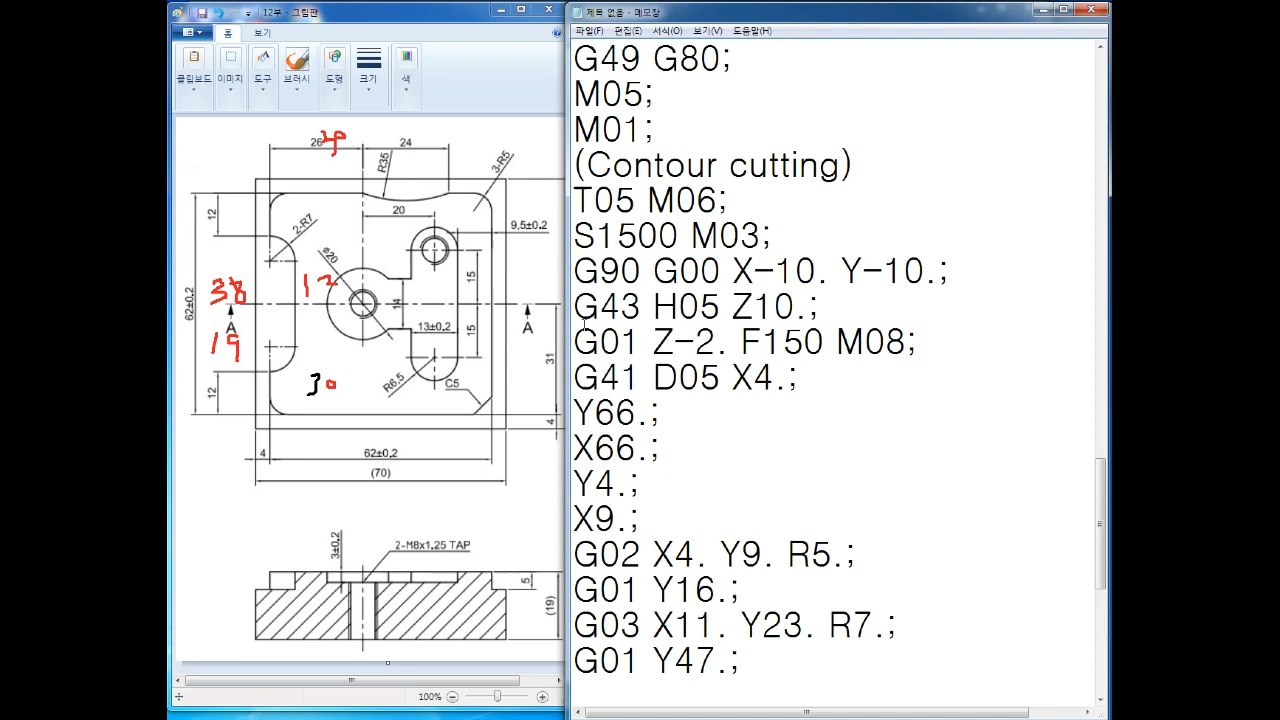 12부 - 그림판
홈
보기
클립보드
이미지
도구
브러시
도형
크기
색
26
24
R35
3-R5
12
20
9,5±0.2
2-R7
⌀20
15
38
12
62±0.2
14
A
A
13±0.2
15
19
31
R6.5
C5
30
12
4
4
62±0.2
(70)
3±0.2
2-M8x1.25 TAP
5
(19)
100%
제목 없음 - 메모장
파일(F) 편집(E) 서식(O) 보기(V) 도움말(H)
G49 G80;
M05;
M01;
(Contour cutting)
T05 M06;
S1500 M03;
G90 G00 X-10. Y-10.;
G43 H05 Z10.;
G01 Z-2. F150 M08;
G41 D05 X4.;
Y66.;
X66.;
Y4.;
X9.;
G02 X4. Y9. R5.;
G01 Y16.;
G03 X11. Y23. R7.;
G01 Y47.;